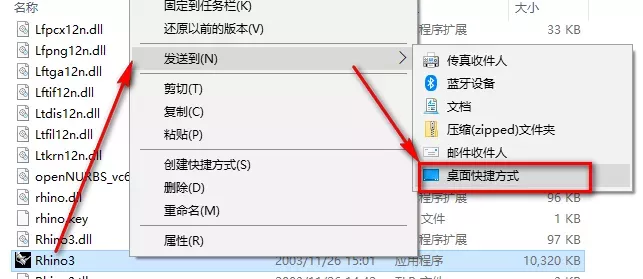 固定到任务栏(K)
还原以前的版本(V)
发送到(N)
剪切(T)
复制(C)
粘贴(P)
创建快捷方式(S)
删除(D)
重命名(M)
属性(R)
传真收件人
蓝牙设备
文档
压缩(zipped)文件夹
邮件收件人
桌面快捷方式
名称
大小
Lfpcx12n.dll
程序扩展
33 KB
Lfpng12n.dll
Lftga12n.dll
Lftif12n.dll
Ltdis12n.dll
Ltfil12n.dll
Ltkrn12n.dll
openNURBS_vc6
rhino.dll
程序扩展
96 KB
rhino.key
文件
1 KB
Rhino3.dll
程序扩展
97 KB
Rhino3
2003/11/26 15:01
应用程序
10,320 KB